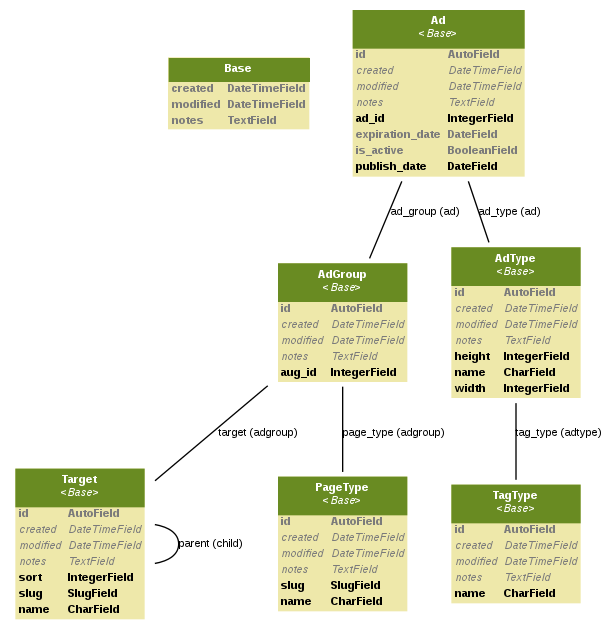 Ad
<Base>
id AutoField
created DateTimeField
modified DateTimeField
notes TextField
ad_id IntegerField
expiration_date DateField
is_active BooleanField
publish_date DateField
Base
created DateTimeField
modified DateTimeField
notes TextField
ad_group (ad)
ad_type (ad)
AdGroup
<Base>
id AutoField
created DateTimeField
modified DateTimeField
notes TextField
aug_id IntegerField
AdType
<Base>
id AutoField
created DateTimeField
modified DateTimeField
notes TextField
height IntegerField
name CharField
width IntegerField
target (adgroup)
page_type (adgroup)
tag_type (adtype)
Target
<Base>
id AutoField
created DateTimeField
modified DateTimeField
notes TextField
sort IntegerField
slug SlugField
name CharField
parent (child)
PageType
<Base>
id AutoField
created DateTimeField
modified DateTimeField
notes TextField
slug SlugField
name CharField
TagType
<Base>
id AutoField
created DateTimeField
modified DateTimeField
notes TextField
name CharField